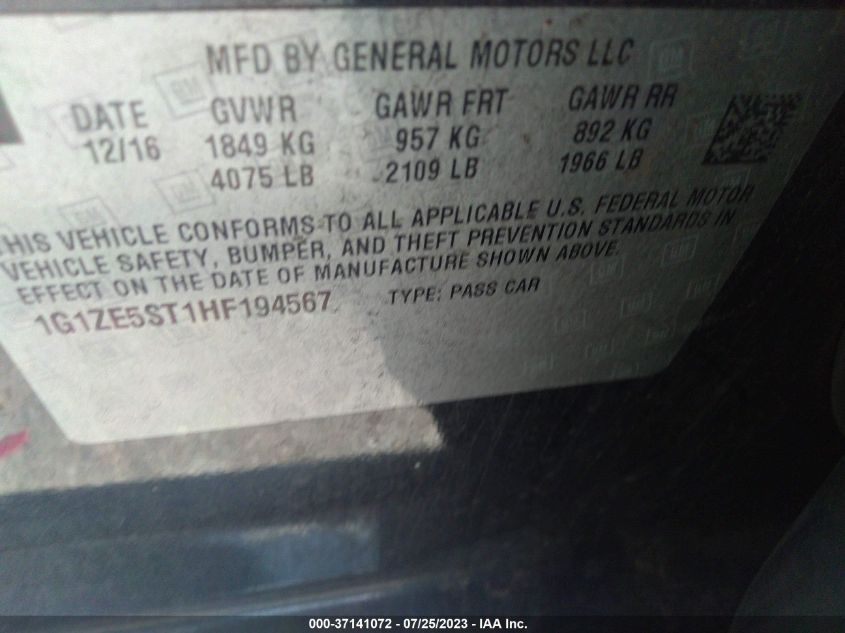 MFD BY GENERAL MOTORS LLC
DATE GVWR GAWR FRT GAWR RR
12/16 1849 KG 957 KG 892 KG
4075 LB 2109 LB 1966 LB
THIS VEHICLE CONFORMS TO ALL APPLICABLE U.S. FEDERAL MOTOR
VEHICLE SAFETY, BUMPER, AND THEFT PREVENTION STANDARDS IN
EFFECT ON THE DATE OF MANUFACTURE SHOWN ABOVE.
1G1ZE5ST1HF194567 TYPE: PASS CAR
000-37141072 - 07/25/2023 - IAA Inc.